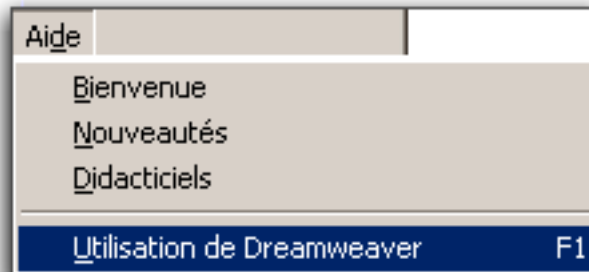 Aide
Bienvenue
Nouveautés
Didacticiels
Utilisation de Dreamweaver F1